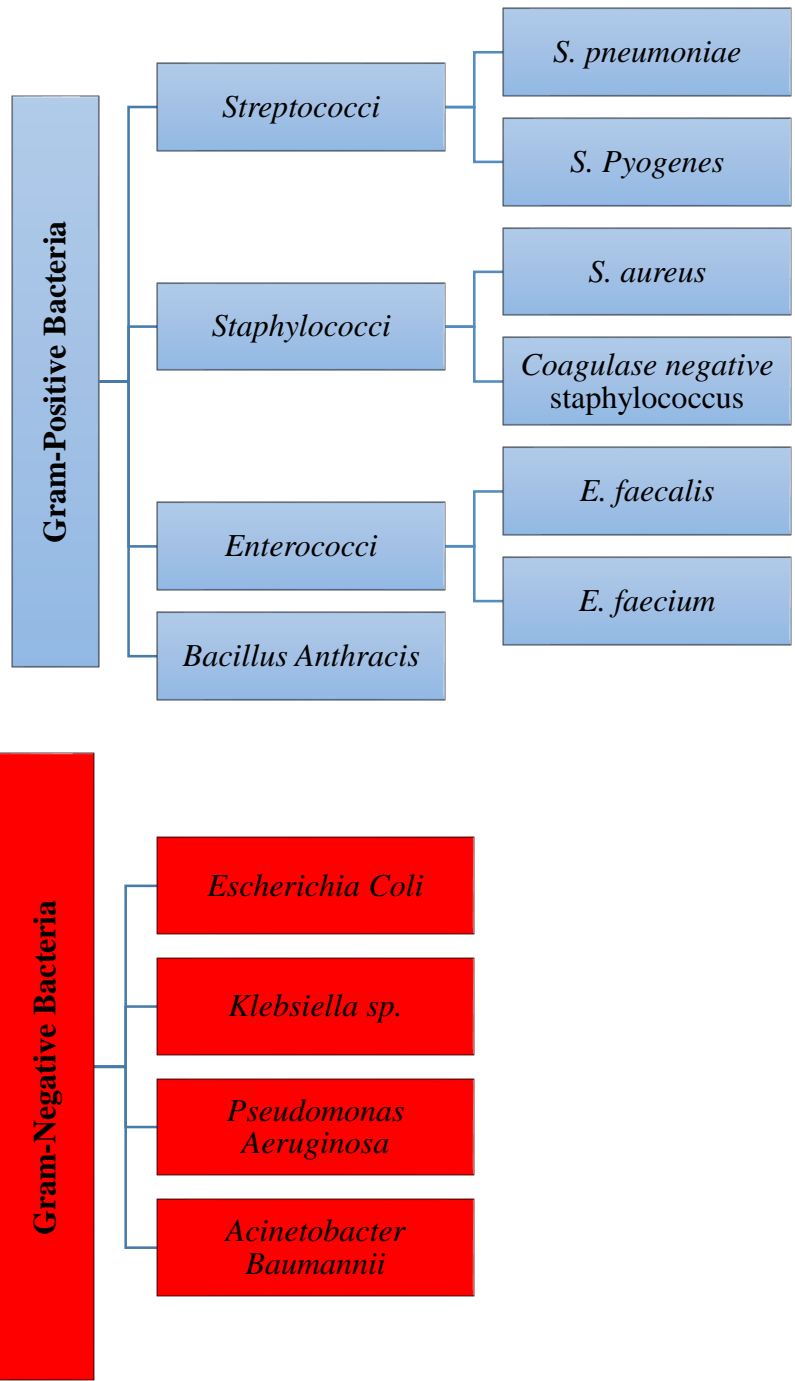 Gram-Positive Bacteria
Streptococci
S. pneumoniae
S. Pyogenes
Staphylococci
S. aureus
Coagulase negative
staphylococcus
Enterococci
E. faecalis
E. faecium
Bacillus Anthracis
Gram-Negative Bacteria
Escherichia Coli
Klebsiella sp.
Pseudomonas
Aeruginosa
Acinetobacter
Baumannii